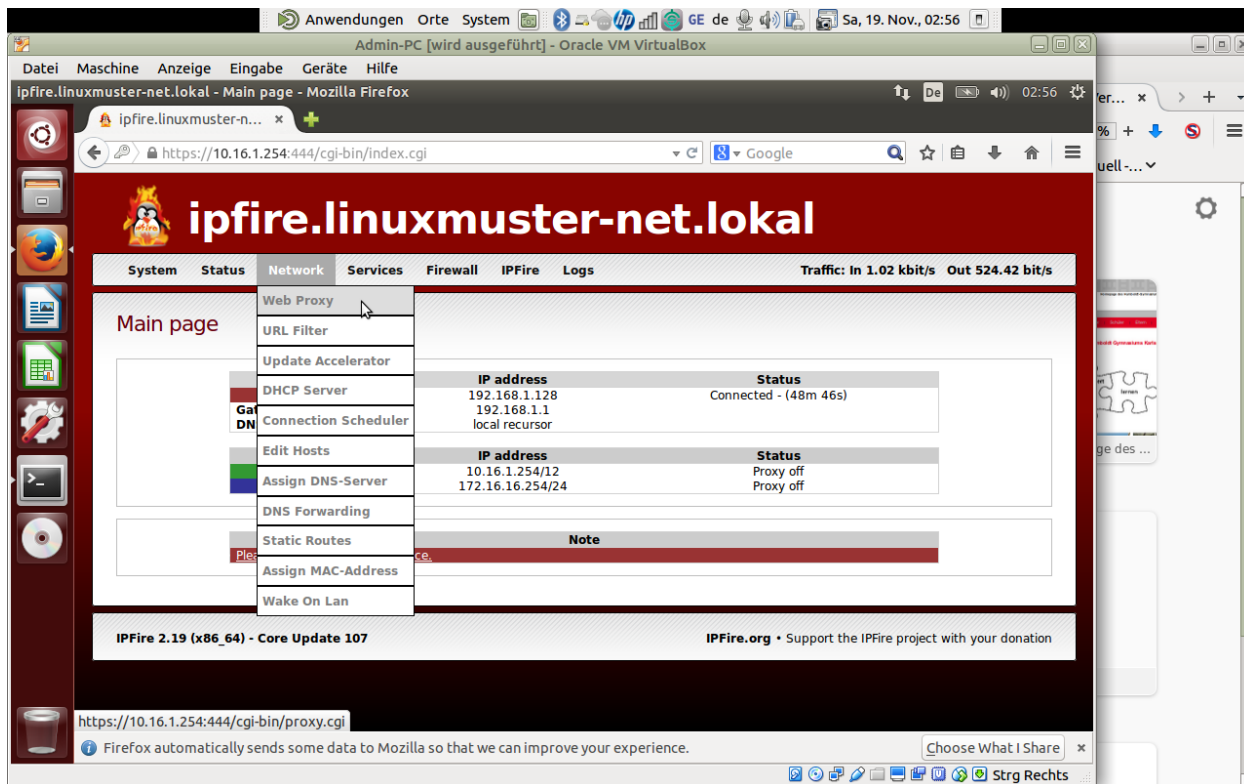 Anwendungen Orte System GE de Sa, 19. Nov., 02:56
Admin-PC [wird ausgeführt] - Oracle VM VirtualBox
Datei Maschine Anzeige Eingabe Geräte Hilfe
ipfire.linuxmuster-net.lokal - Main page - Mozilla Firefox De 02:56
ipfire.linuxmuster-n... ×
https://10.16.1.254:444/cgi-bin/index.cgi Google
ipfire.linuxmuster-net.lokal
System Status Network Services Firewall IPFire Logs Traffic: In 1.02 kbit/s Out 524.42 bit/s
Web Proxy
URL Filter
Update Accelerator
DHCP Server
Connection Scheduler
Edit Hosts
Assign DNS-Server
DNS Forwarding
Static Routes
Assign MAC-Address
Wake On Lan
Main page
IP address Status
192.168.1.128 Connected - (48m 46s)
Gat 192.168.1.1
DN local recursor
IP address Status
10.16.1.254/12 Proxy off
172.16.16.254/24 Proxy off
Note
Plea ce.
IPFire 2.19 (x86_64) - Core Update 107 IPFire.org • Support the IPFire project with your donation
https://10.16.1.254:444/cgi-bin/proxy.cgi
Firefox automatically sends some data to Mozilla so that we can improve your experience. Choose What I Share ×
Strg Rechts
er... ×
% +
uell -...
ge des ...